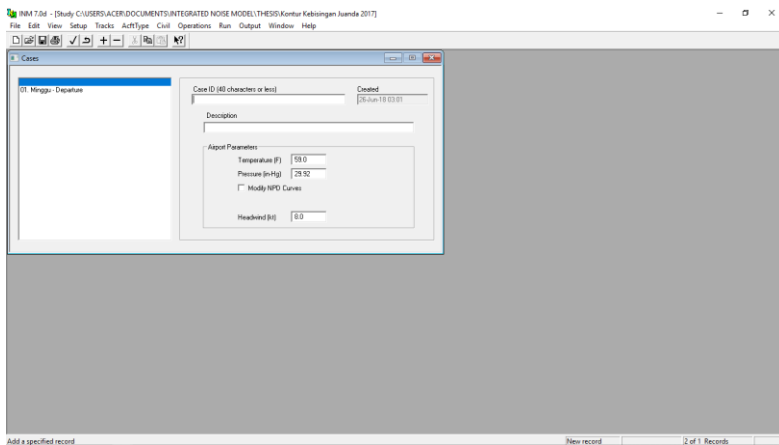 INM 7.0d - [Study C:\USERS\ACER\DOCUMENTS\INTEGRATED NOISE MODEL\THESIS\Kontur Kebisingan Juanda 2017]
File Edit View Setup Tracks AcftType Civil Operations Run Output Window Help
Cases
01. Minggu - Departure
Case ID (40 characters or less)
Created
26-Jun-18 03:01
Description
Airport Parameters
Temperature (F) 59.0
Pressure (in-Hg) 29.92
Modify NPD Curves
Headwind (kt) 8.0
Add a specified record
New record
2 of 1 Records